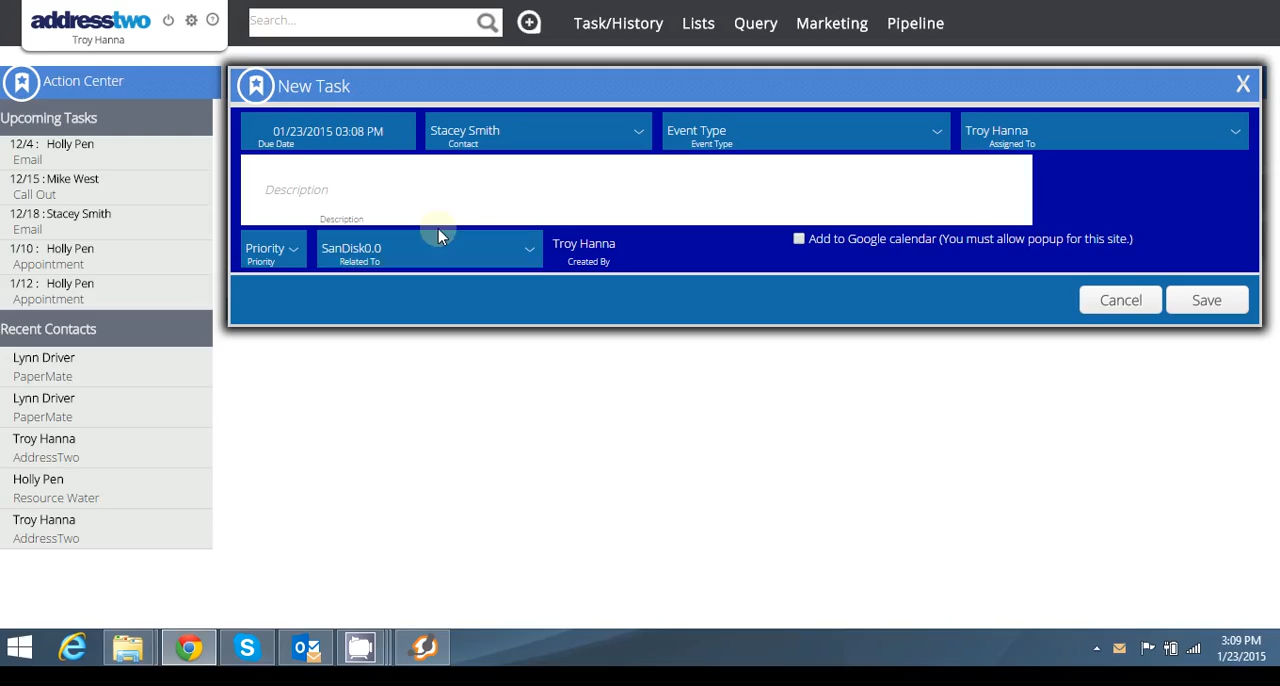 addresstwo
Troy Hanna
Search...
Task/History
Lists
Query
Marketing
Pipeline
Action Center
Upcoming Tasks
12/4 : Holly Pen
Email
12/15 : Mike West
Call Out
12/18 : Stacey Smith
Email
1/10 : Holly Pen
Appointment
1/12 : Holly Pen
Appointment
Recent Contacts
Lynn Driver
PaperMate
Lynn Driver
PaperMate
Troy Hanna
AddressTwo
Holly Pen
Resource Water
Troy Hanna
AddressTwo
New Task
X
01/23/2015 03:08 PM
Due Date
Stacey Smith
Contact
Event Type
Event Type
Troy Hanna
Assigned To
Description
Description
Priority
Priority
SanDisk0.0
Related To
Troy Hanna
Created By
Add to Google calendar (You must allow popup for this site.)
Cancel
Save
3:09 PM
1/23/2015